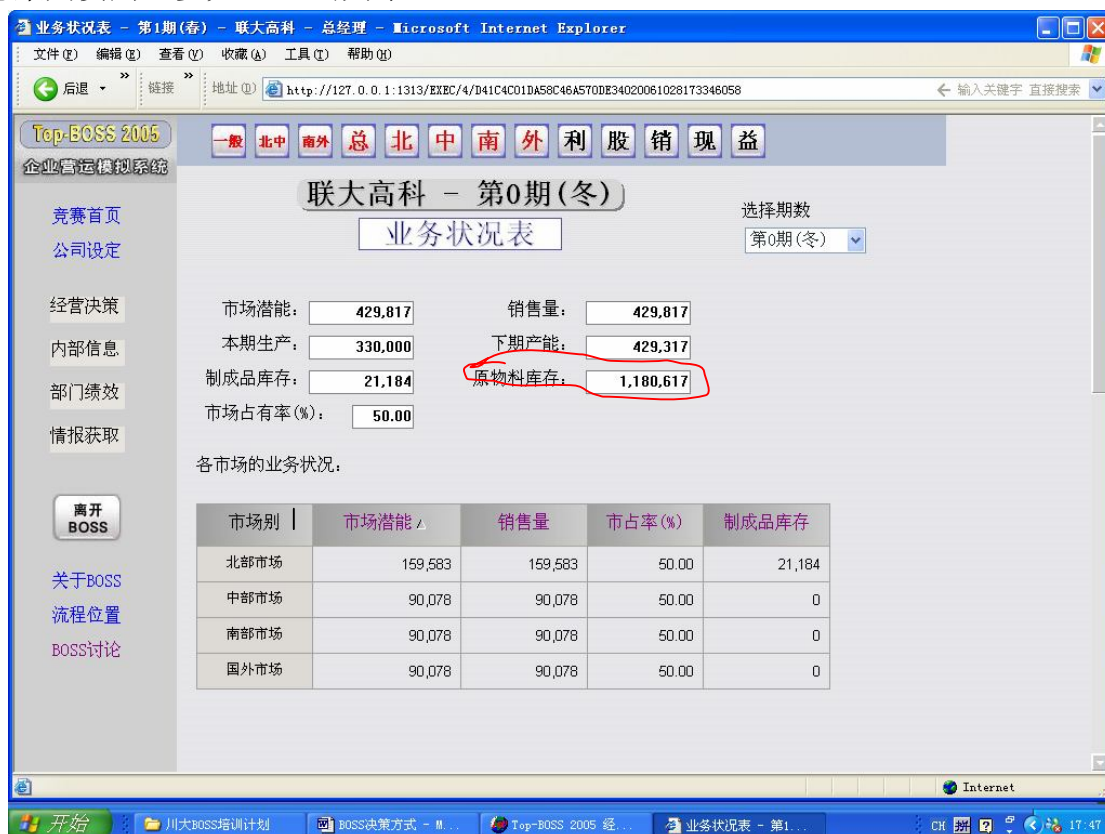 业务状况表 - 第1期(春) - 联大高科 - 总经理 - Microsoft Internet Explorer
文件(F) 编辑(E) 查看(V) 收藏(A) 工具(T) 帮助(H)
后退 » 链接 » 地址(D) http://127.0.0.1:1313/EXEC/4/D41C4C01DA58C46A570DE34020061028173346058 输入关键字 直接搜索
Top-BOSS 2005
企业营运模拟系统
一般 北中 南外 总 北 中 南 外 利 股 销 现 益
联大高科 - 第0期(冬)
业务状况表
选择期数
第0期(冬)
竞赛首页
公司设定
经营决策
内部信息
部门绩效
情报获取
离开
BOSS
关于BOSS
流程位置
BOSS讨论
市场潜能: 429,817 销售量: 429,817
本期生产: 330,000 下期产能: 429,317
制成品库存: 21,184 原物料库存: 1,180,617
市场占有率(%): 50.00
各市场的业务状况:
市场别 市场潜能 销售量 市占率(%) 制成品库存
北部市场 159,583 159,583 50.00 21,184
中部市场 90,078 90,078 50.00 0
南部市场 90,078 90,078 50.00 0
国外市场 90,078 90,078 50.00 0
Internet
开始 川大BOSS培训计划 BOSS决策方式 - M... Top-BOSS 2005 经... 业务状况表 - 第1... CH 拼 17:47